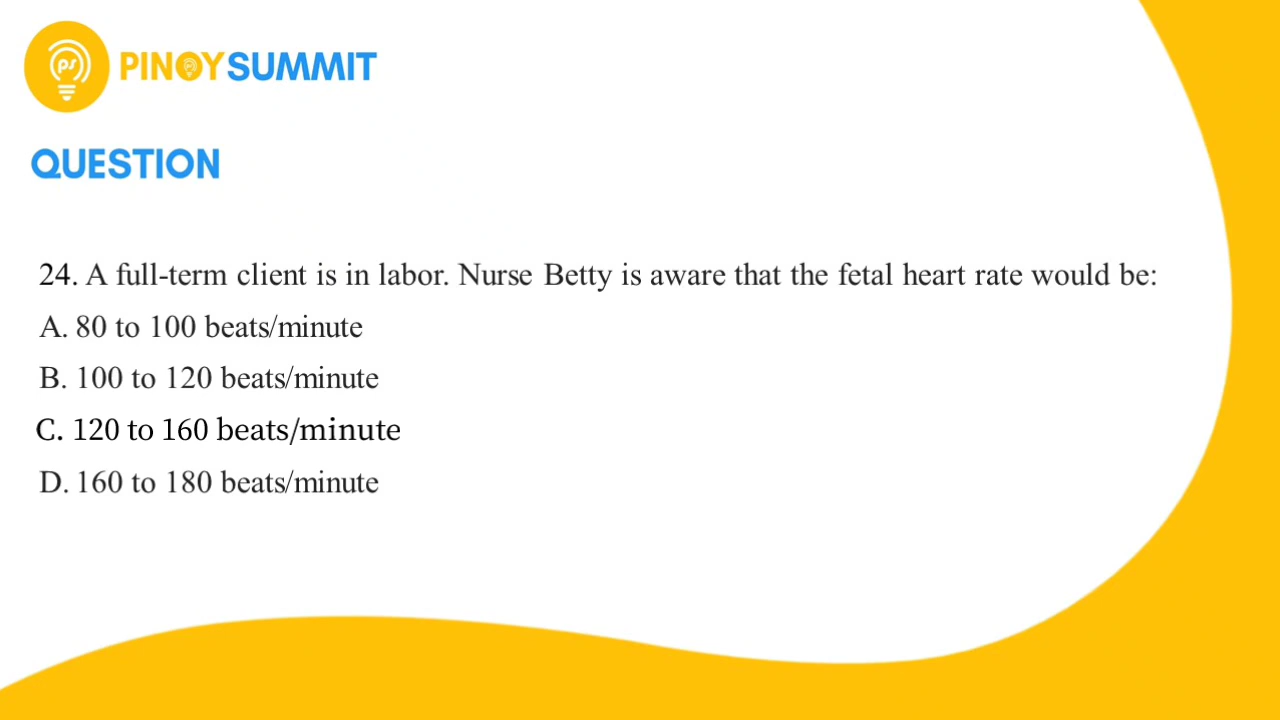 PINOYSUMMIT
QUESTION
24. A full-term client is in labor. Nurse Betty is aware that the fetal heart rate would be:
A. 80 to 100 beats/minute
B. 100 to 120 beats/minute
C. 120 to 160 beats/minute
D. 160 to 180 beats/minute